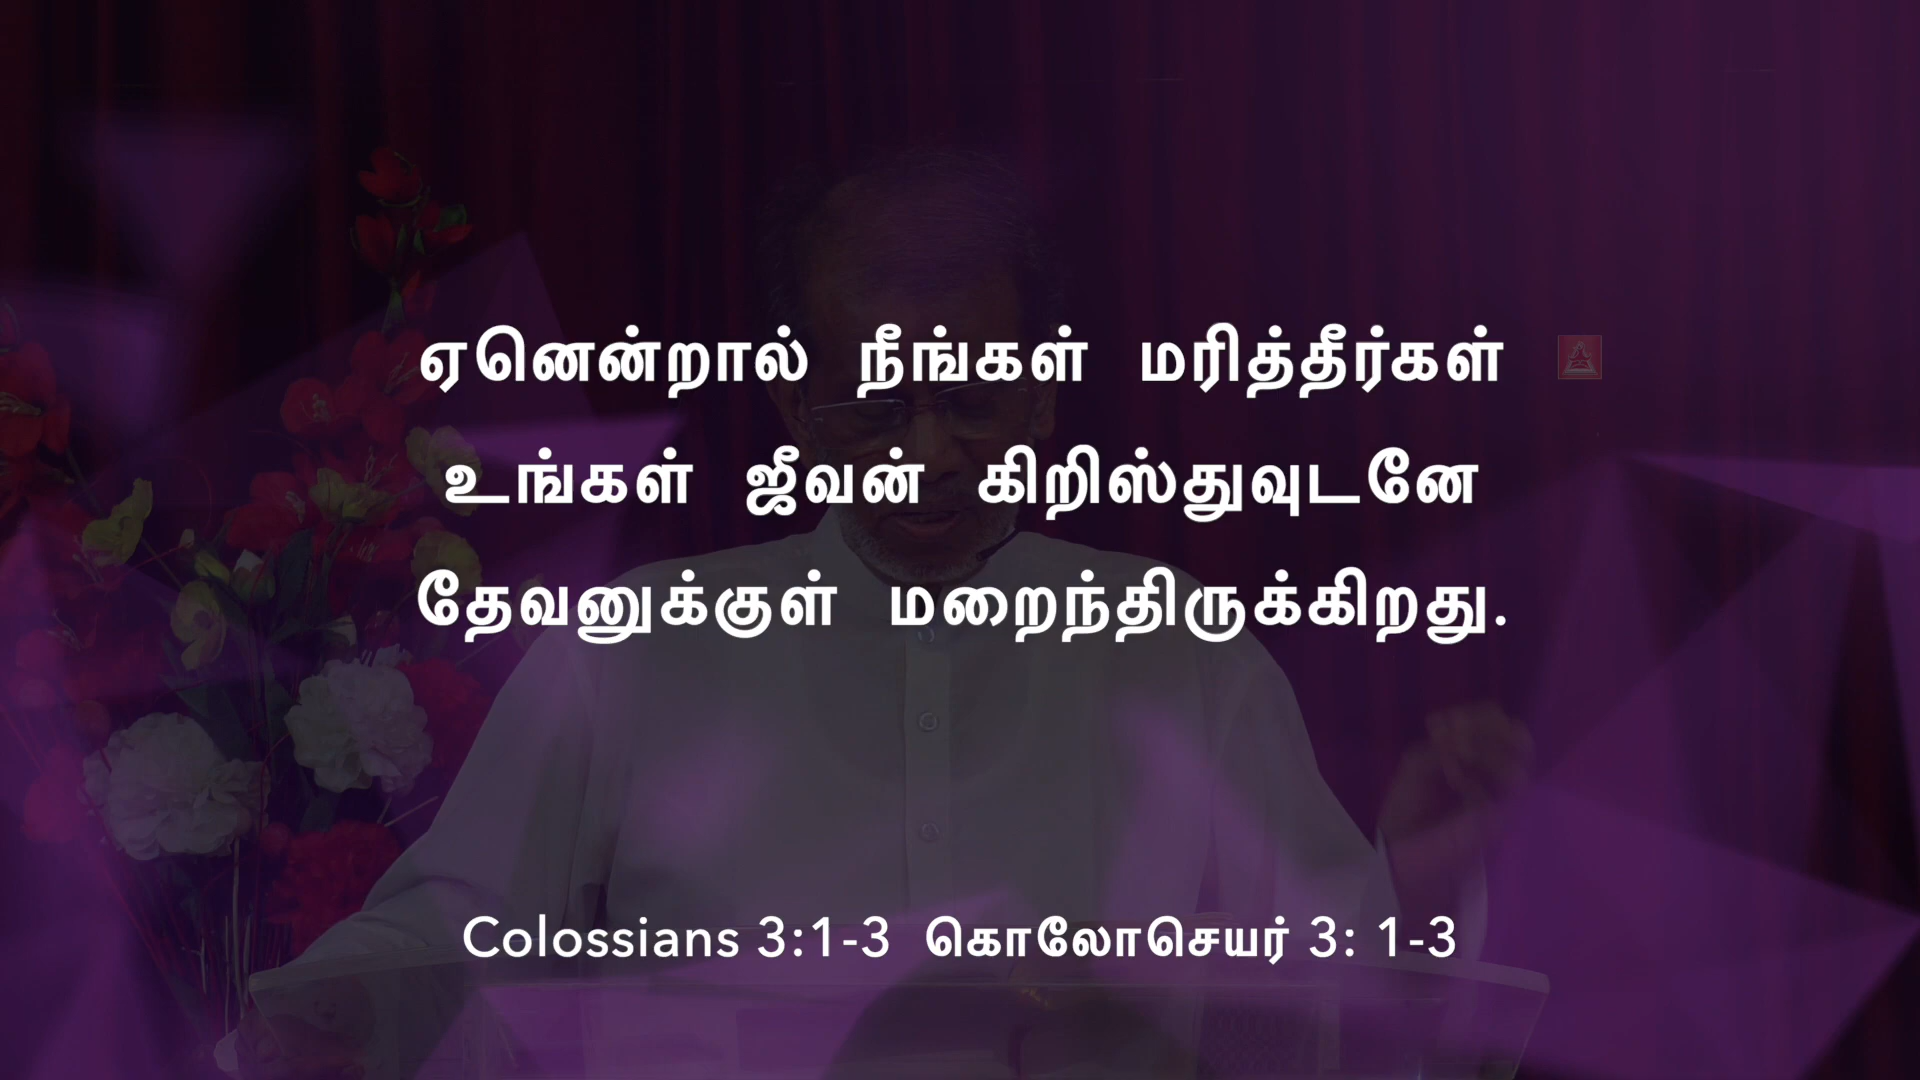 ஏனென்றால் நீங்கள் மரித்தீர்கள்
உங்கள் ஜீவன் கிறிஸ்துவுடனே
தேவனுக்குள் மறைந்திருக்கிறது.
Colossians 3:1-3 கொலோசெயர் 3: 1-3